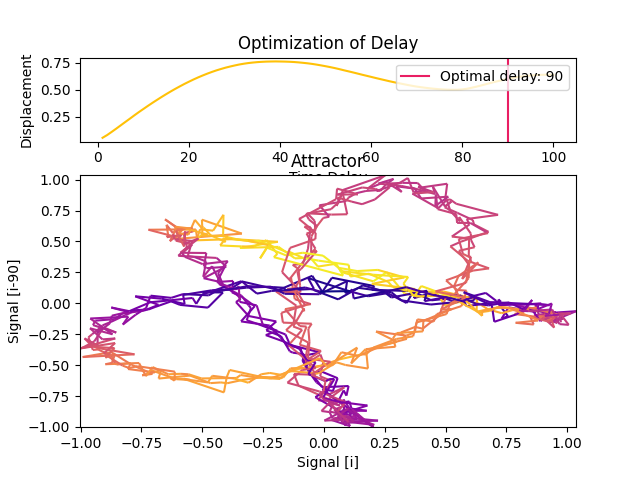 Optimization of Delay
Displacement
0.75
0.50
0.25
Optimal delay: 90
0 20 40 60 80 100
Attractor
Signal [i-90]
1.00
0.75
0.50
0.25
0.00
−0.25
−0.50
−0.75
−1.00
−1.00 −0.75 −0.50 −0.25 0.00 0.25 0.50 0.75 1.00
Signal [i]